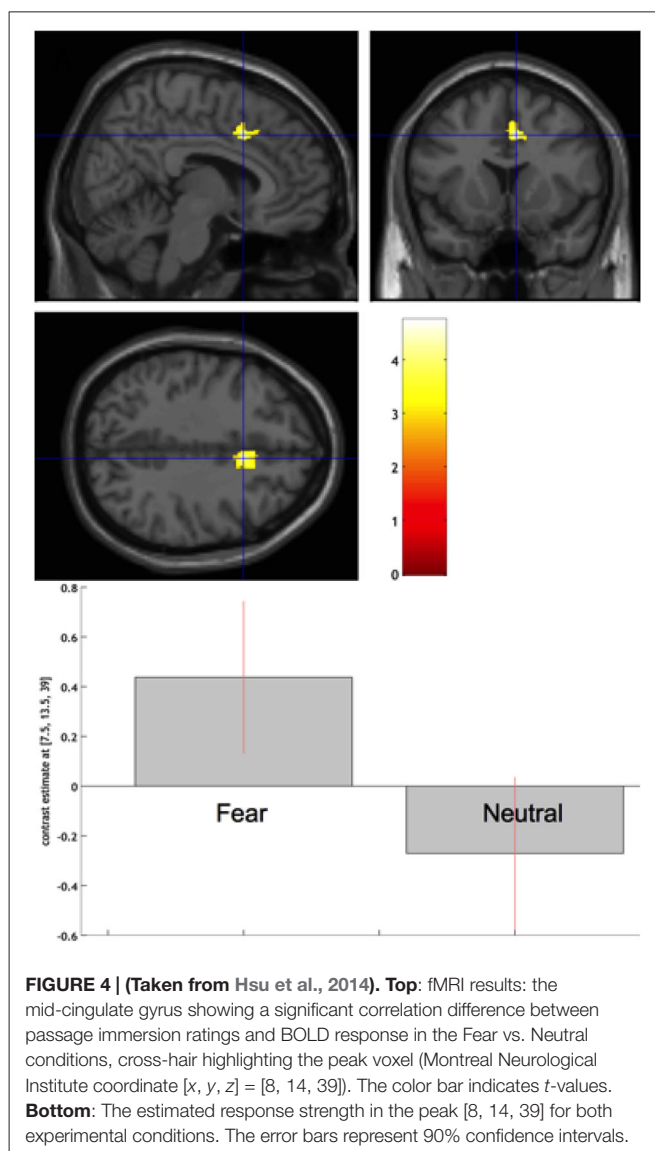 4
3
2
1
0
0.8
0.6
0.4
0.2
0
-0.2
-0.4
-0.6
contrast estimate at [7.5, 13.5, 39]
Fear
Neutral
FIGURE 4 | (Taken from Hsu et al., 2014). Top: fMRI results: the
mid-cingulate gyrus showing a significant correlation difference between
passage immersion ratings and BOLD response in the Fear vs. Neutral
conditions, cross-hair highlighting the peak voxel (Montreal Neurological
Institute coordinate [x, y, z] = [8, 14, 39]). The color bar indicates t-values.
Bottom: The estimated response strength in the peak [8, 14, 39] for both
experimental conditions. The error bars represent 90% confidence intervals.